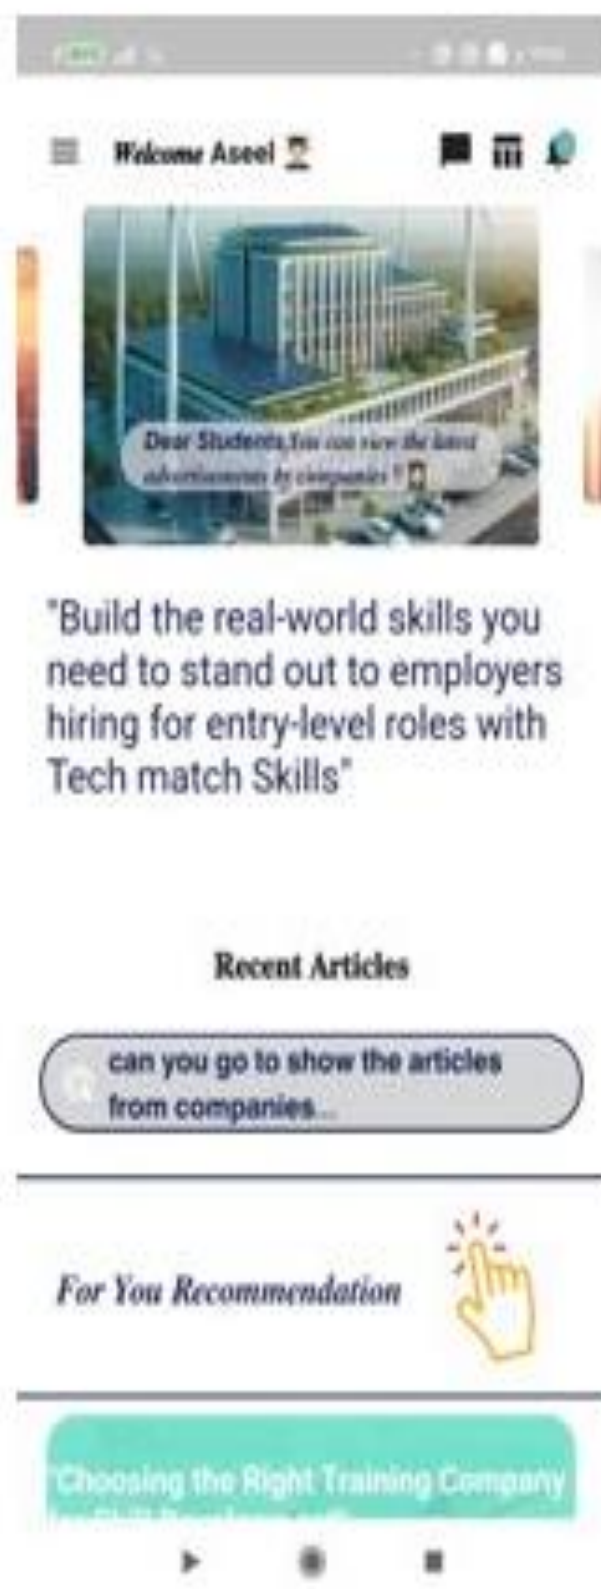 Welcome Aseel
Dear Students,You can view the latest
advertisements by companies
"Build the real-world skills you
need to stand out to employers
hiring for entry-level roles with
Tech match Skills"
Recent Articles
can you go to show the articles
from companies...
For You Recommendation
"Choosing the Right Training Company